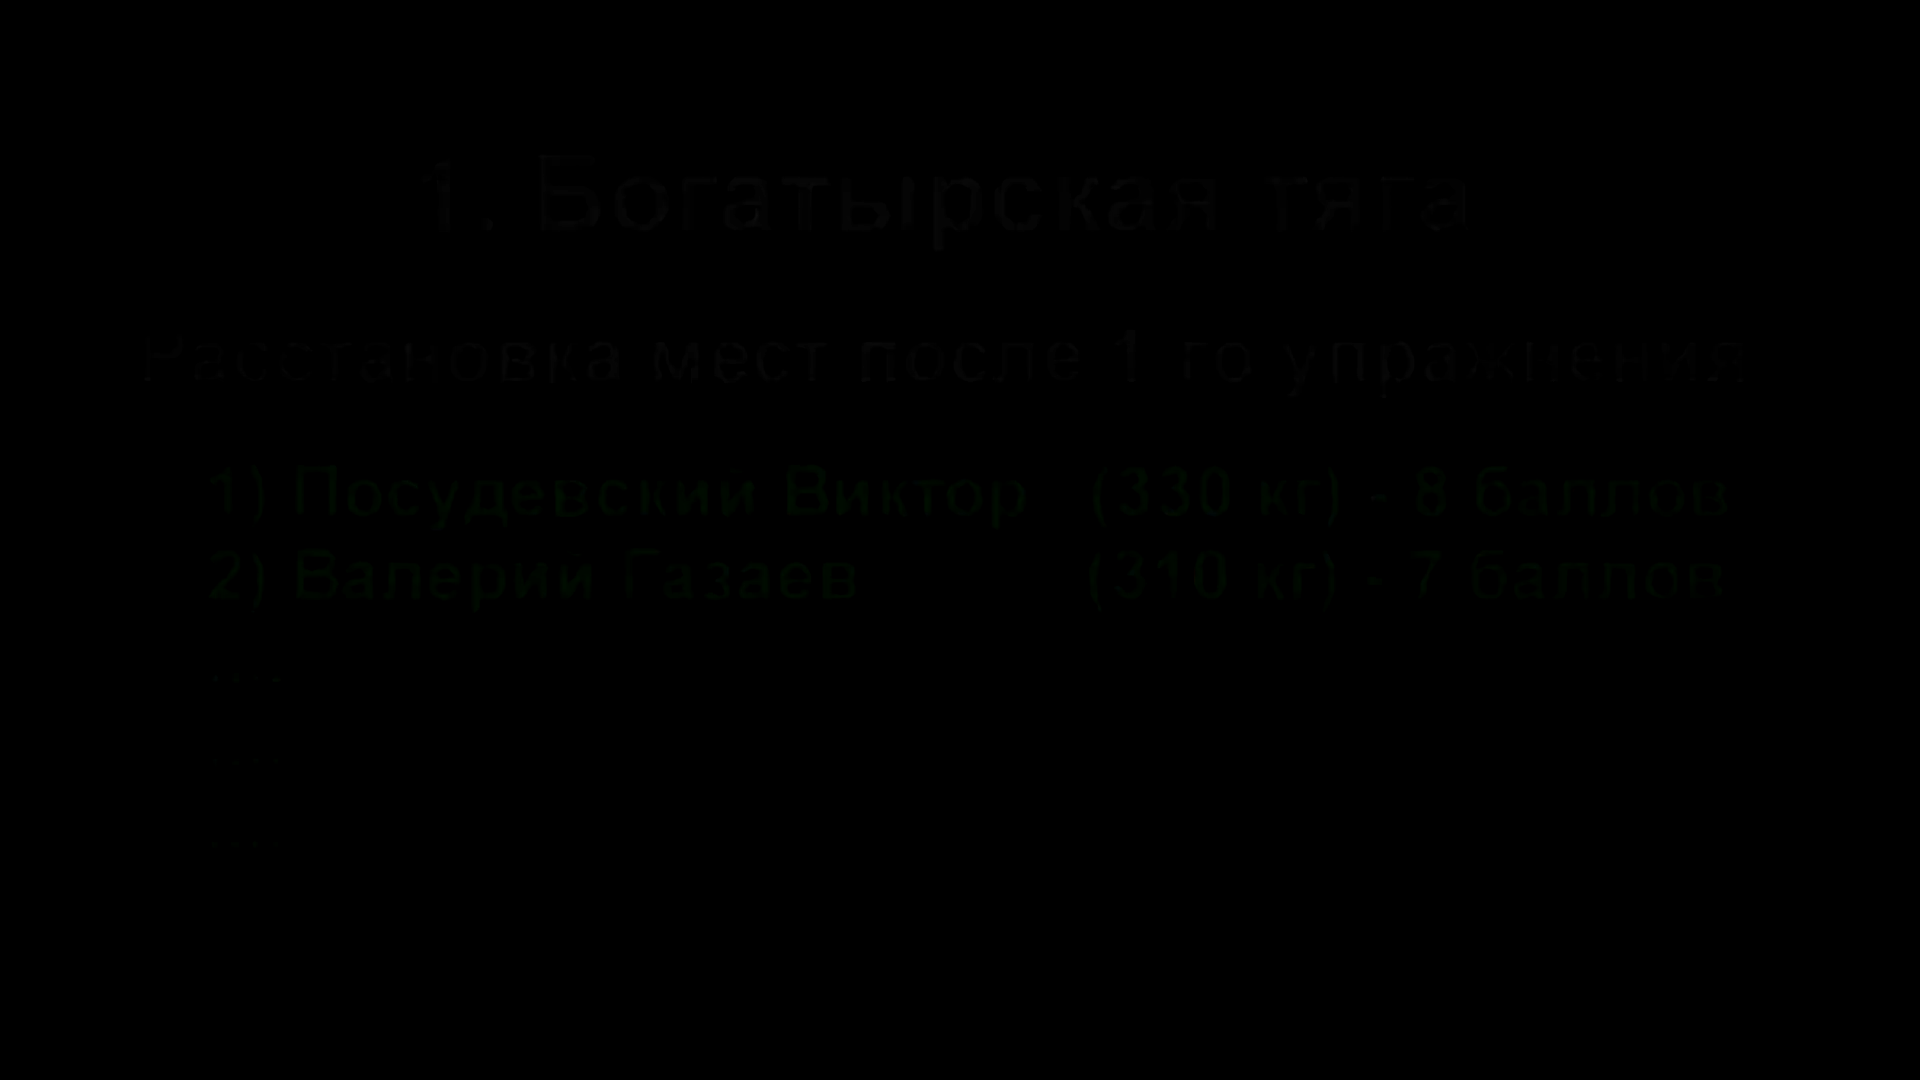 1. Богатырская тяга
Расстановка мест после 1 го упражнения
1) Посудевский Виктор (330 кг) - 8 баллов
2) Валерий Газаев (310 кг) - 7 баллов
....
....
....